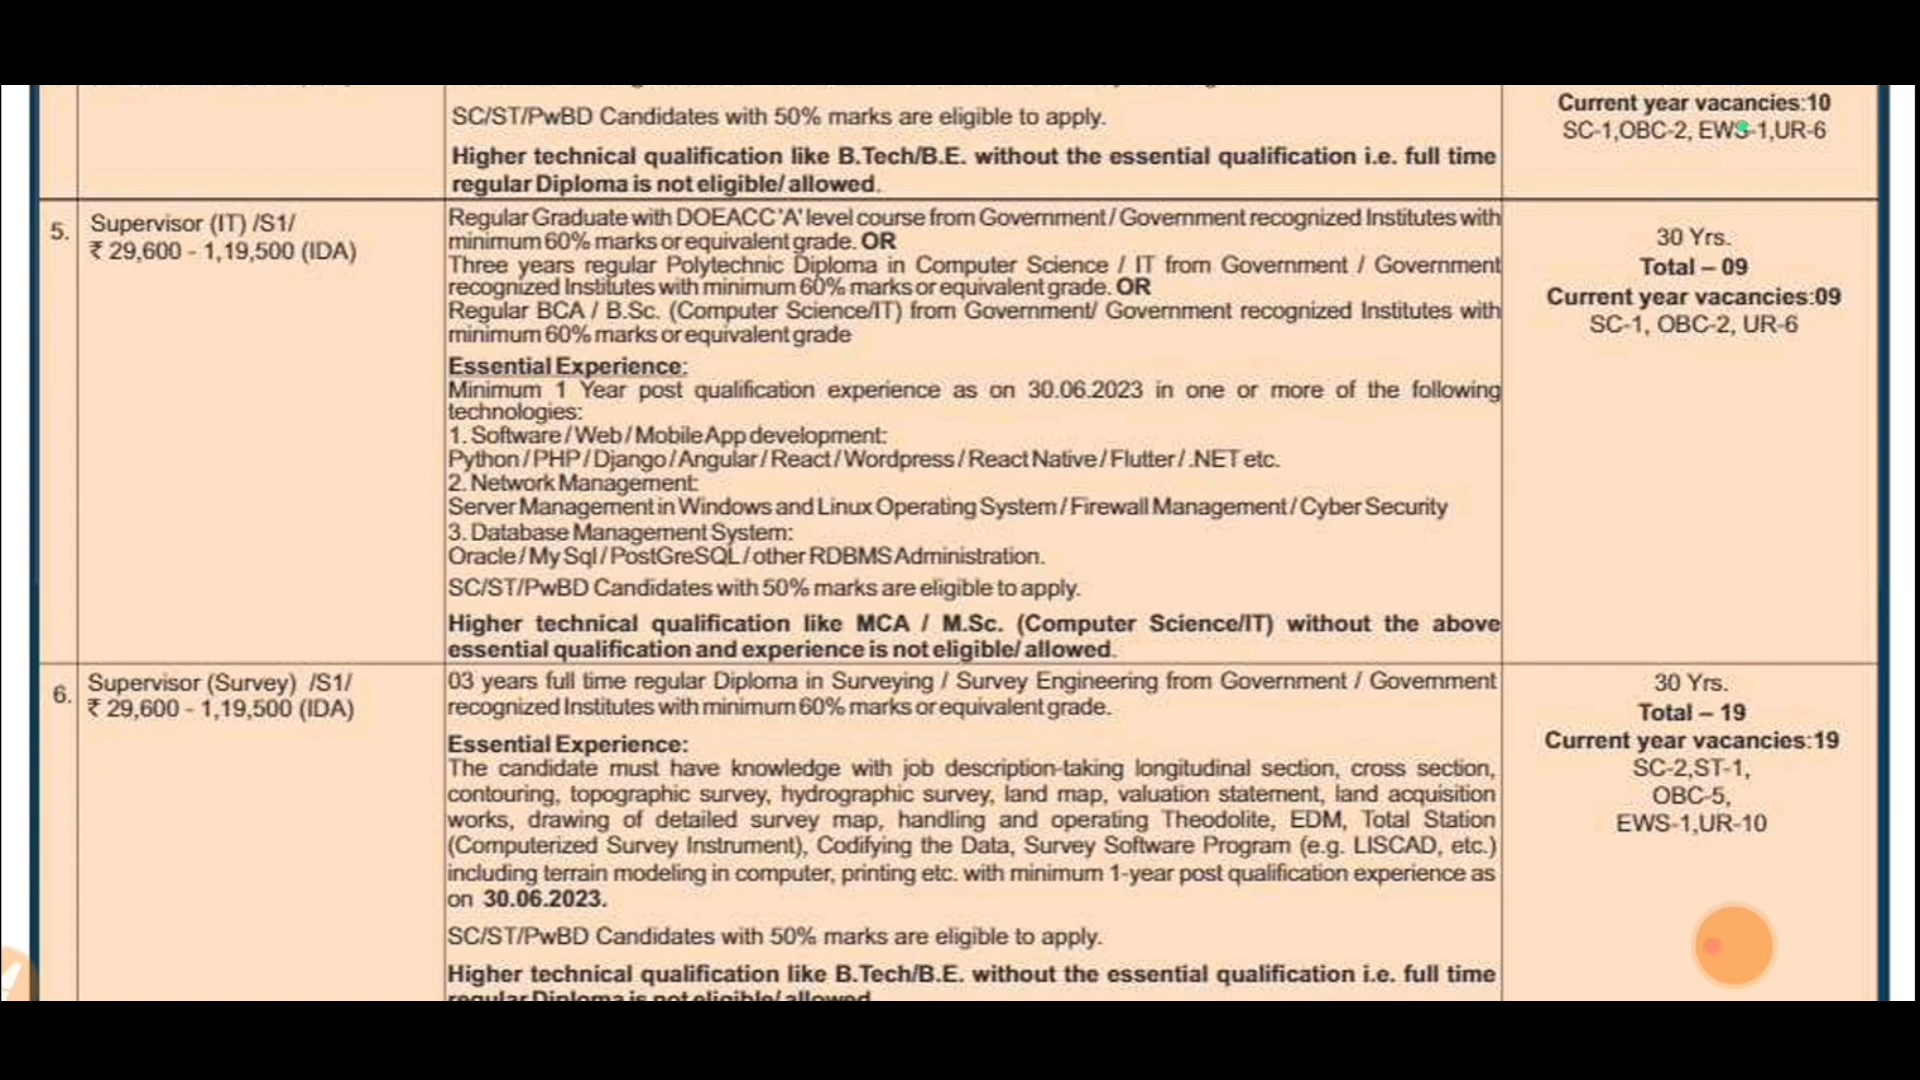 SC/ST/PwBD Candidates with 50% marks are eligible to apply.
Higher technical qualification like B.Tech/B.E. without the essential qualification i.e. full time
regular Diploma is not eligible/ allowed.
Current year vacancies:10
SC-1,OBC-2, EWS-1,UR-6
5.
Supervisor (IT) /S1/
₹ 29,600 - 1,19,500 (IDA)
Regular Graduate with DOEACC 'A' level course from Government / Government recognized Institutes with
minimum 60% marks or equivalent grade. OR
Three years regular Polytechnic Diploma in Computer Science / IT from Government / Government
recognized Institutes with minimum 60% marks or equivalent grade. OR
Regular BCA / B.Sc. (Computer Science/IT) from Government/ Government recognized Institutes with
minimum 60% marks or equivalent grade
Essential Experience:
Minimum 1 Year post qualification experience as on 30.06.2023 in one or more of the following
technologies:
1. Software / Web / Mobile App development:
Python / PHP / Django / Angular / React / Wordpress / React Native / Flutter / .NET etc.
2. Network Management:
Server Management in Windows and Linux Operating System / Firewall Management / Cyber Security
3. Database Management System:
Oracle / My Sql / PostGreSQL / other RDBMS Administration.
SC/ST/PwBD Candidates with 50% marks are eligible to apply.
Higher technical qualification like MCA / M.Sc. (Computer Science/IT) without the above
essential qualification and experience is not eligible/ allowed.
30 Yrs.
Total – 09
Current year vacancies:09
SC-1, OBC-2, UR-6
6.
Supervisor (Survey) /S1/
₹ 29,600 - 1,19,500 (IDA)
03 years full time regular Diploma in Surveying / Survey Engineering from Government / Government
recognized Institutes with minimum 60% marks or equivalent grade.
Essential Experience:
The candidate must have knowledge with job description-taking longitudinal section, cross section,
contouring, topographic survey, hydrographic survey, land map, valuation statement, land acquisition
works, drawing of detailed survey map, handling and operating Theodolite, EDM, Total Station
(Computerized Survey Instrument), Codifying the Data, Survey Software Program (e.g. LISCAD, etc.)
including terrain modeling in computer, printing etc. with minimum 1-year post qualification experience as
on 30.06.2023.
SC/ST/PwBD Candidates with 50% marks are eligible to apply.
Higher technical qualification like B.Tech/B.E. without the essential qualification i.e. full time
regular Diploma is not eligible/ allowed
30 Yrs.
Total – 19
Current year vacancies:19
SC-2,ST-1,
OBC-5,
EWS-1,UR-10